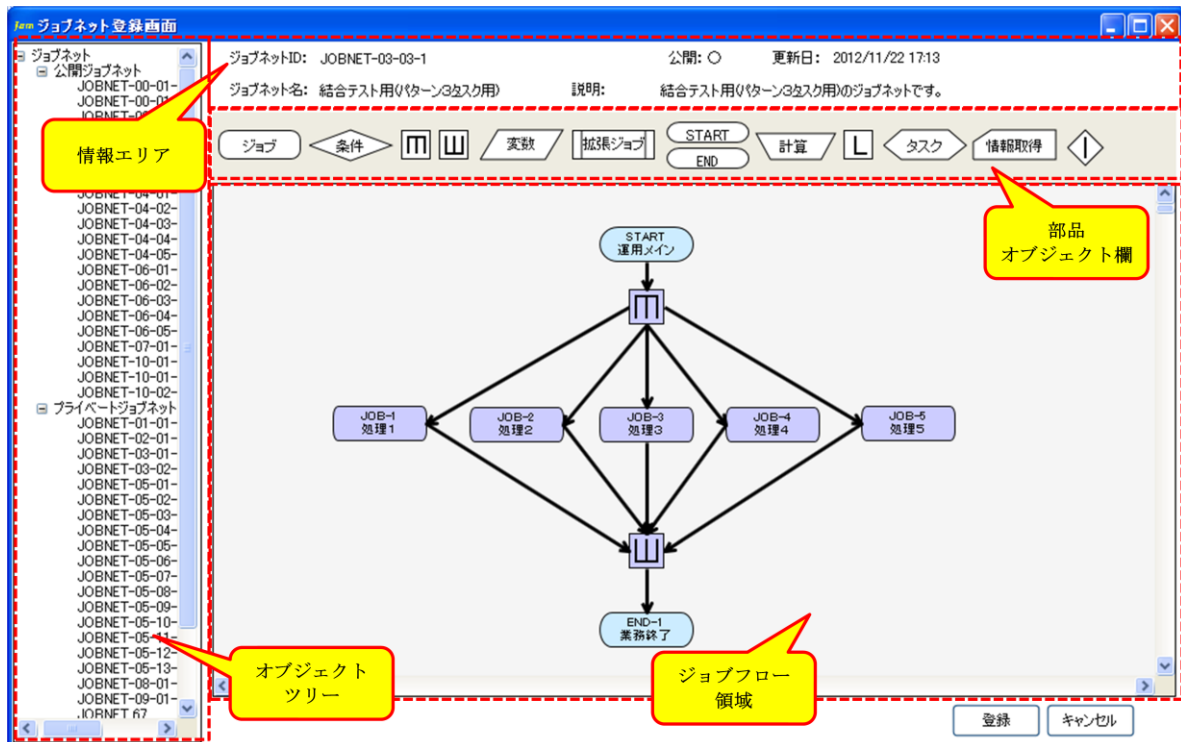 Jam ジョブネット登録画面
ジョブネット
公開ジョブネット
JOBNET-00-01-
JOBNET-04-02-
JOBNET-04-03-
JOBNET-04-04-
JOBNET-04-05-
JOBNET-06-01-
JOBNET-06-02-
JOBNET-06-03-
JOBNET-06-04-
JOBNET-06-05-
JOBNET-07-01-
JOBNET-10-01-
JOBNET-10-01-
JOBNET-10-02-
プライベートジョブネット
JOBNET-01-01-
JOBNET-02-01-
JOBNET-03-01-
JOBNET-03-02-
JOBNET-05-01-
JOBNET-05-02-
JOBNET-05-03-
JOBNET-05-04-
JOBNET-05-05-
JOBNET-05-06-
JOBNET-05-07-
JOBNET-05-08-
JOBNET-05-09-
JOBNET-05-10-
JOBNET-05-11-
JOBNET-05-12-
JOBNET-05-13-
JOBNET-08-01-
JOBNET-09-01-
JOBNET 67
情報エリア
オブジェクト
ツリー
ジョブネットID: JOBNET-03-03-1 公開: ○ 更新日: 2012/11/22 17:13
ジョブネット名: 結合テスト用(パターン3タスク用) 説明: 結合テスト用(パターン3タスク用)のジョブネットです。
ジョブ 条件 変数 拡張ジョブ START 計算 L タスク 情報取得
END
部品
オブジェクト欄
START
運用メイン
JOB-1 JOB-2 JOB-3 JOB-4 JOB-5
処理1 処理2 処理3 処理4 処理5
END-1
業務終了
ジョブフロー
領域
登録 キャンセル